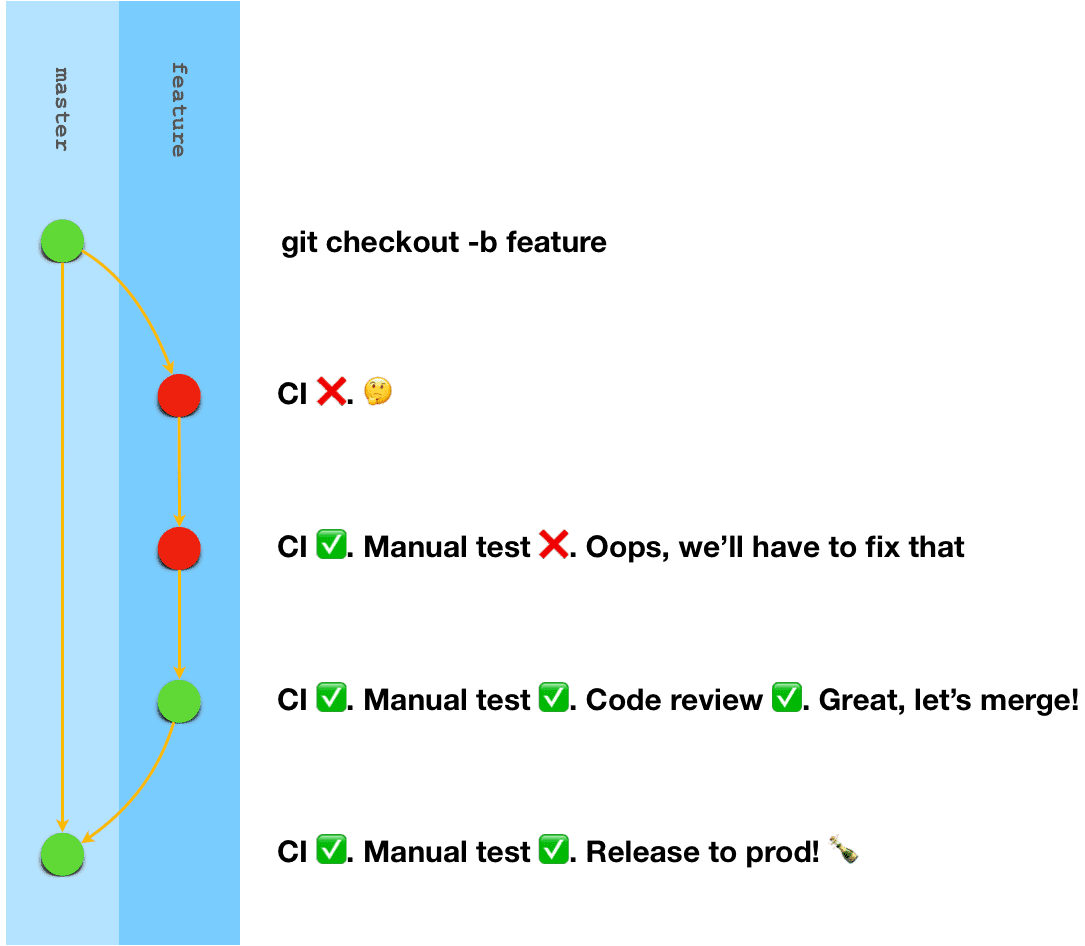 master
feature
git checkout -b feature
CI ❌. 🤔
CI ✅. Manual test ❌. Oops, we’ll have to fix that
CI ✅. Manual test ✅. Code review ✅. Great, let’s merge!
CI ✅. Manual test ✅. Release to prod! 🍾